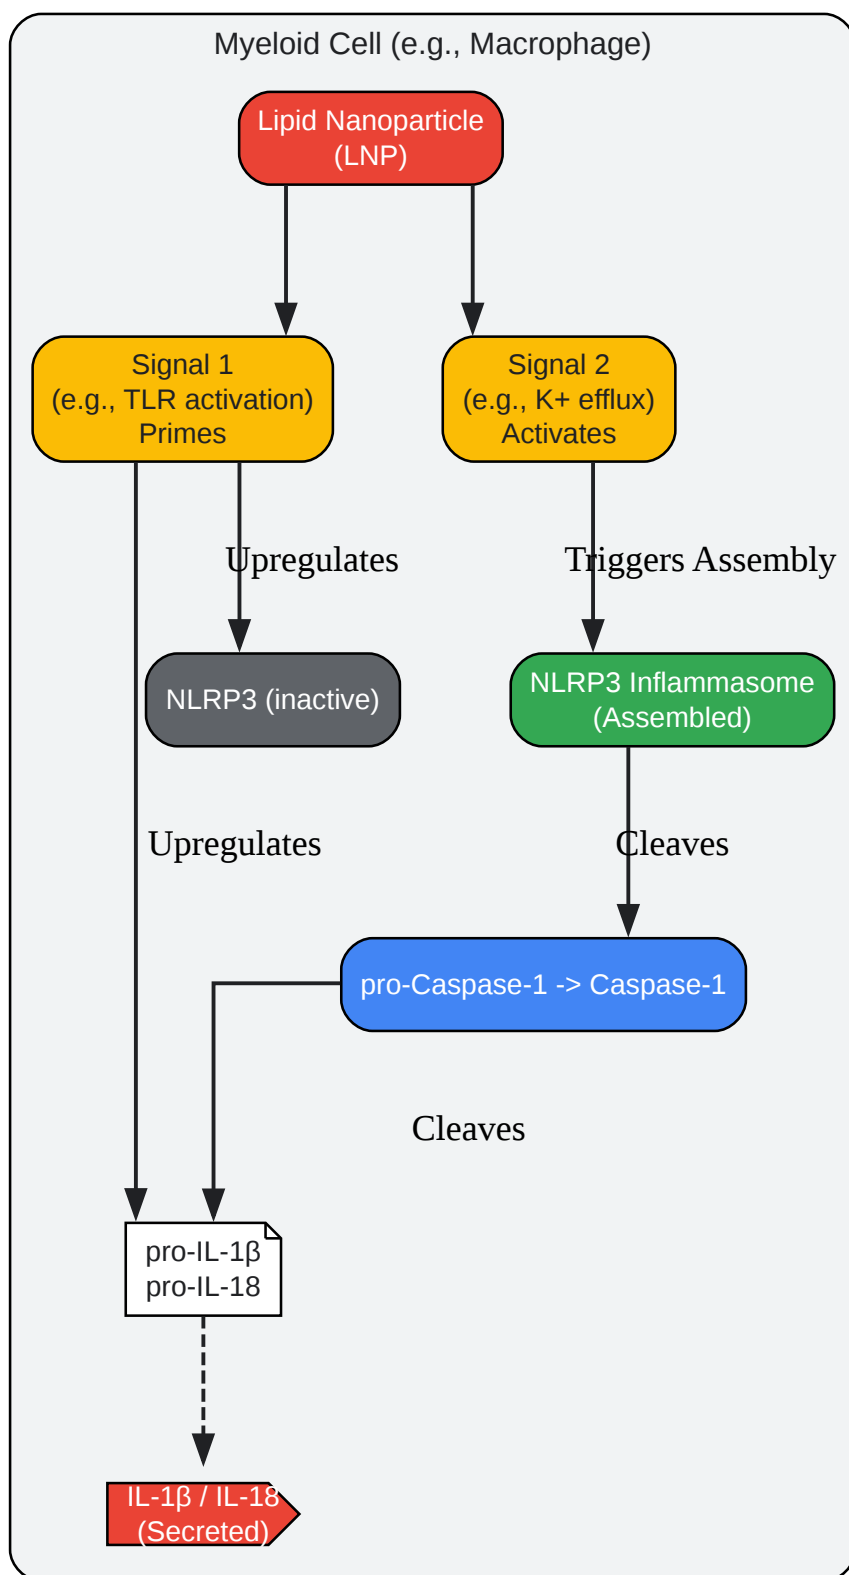 Myeloid Cell (e.g., Macrophage)
Lipid Nanoparticle
(LNP)
Signal 1
(e.g., TLR activation)
Primes
Signal 2
(e.g., K+ efflux)
Activates
Upregulates
Triggers Assembly
NLRP3 (inactive)
NLRP3 Inflammasome
(Assembled)
Upregulates
Cleaves
pro-Caspase-1 -> Caspase-1
Cleaves
pro-IL-1β
pro-IL-18
IL-1β / IL-18
(Secreted)